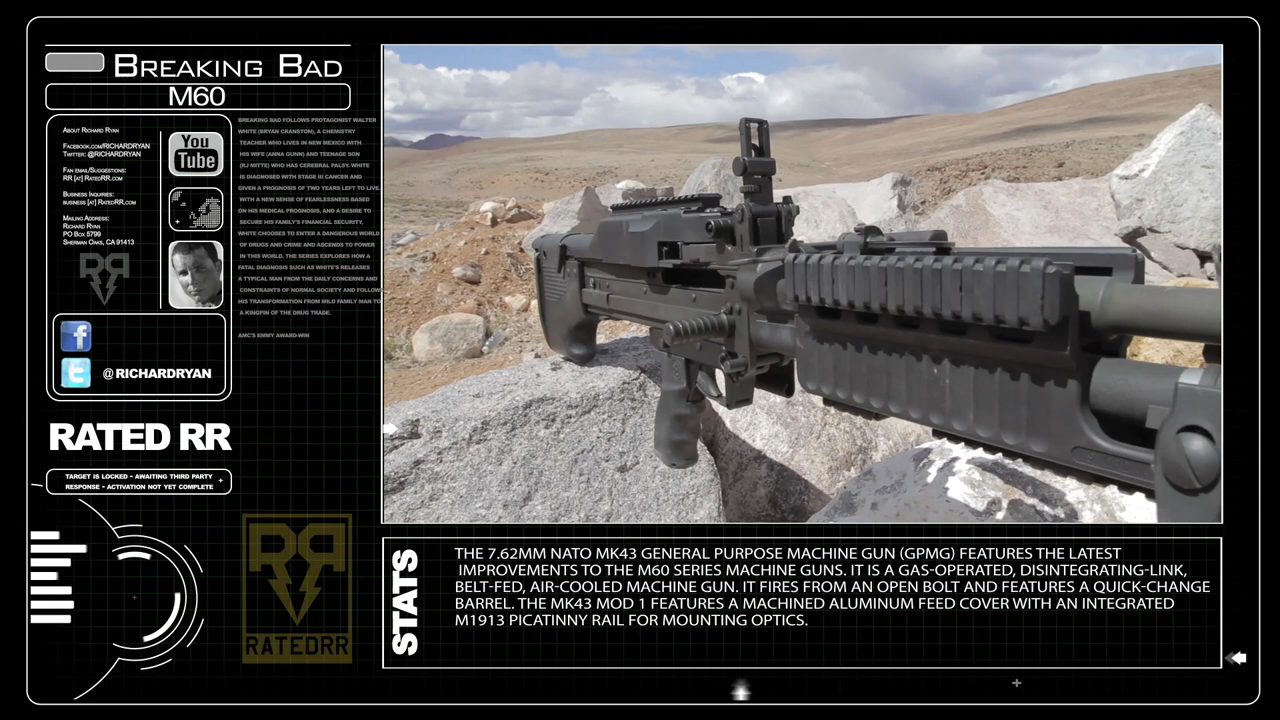 Breaking Bad
M60
About Richard Ryan
Facebook.com/RICHARDRYAN
Twitter: @RICHARDRYAN
Fan email/Suggestions:
RR [at] RatedRR.com
Business Inquiries:
business [at] RatedRR.com
Mailing Address:
Richard Ryan
PO Box 5799
Sherman Oaks, CA 91413
RR
You
Tube
f
t
@RICHARDRYAN
BREAKING BAD FOLLOWS PROTAGONIST WALTER
WHITE (BRYAN CRANSTON), A CHEMISTRY
TEACHER WHO LIVES IN NEW MEXICO WITH
HIS WIFE (ANNA GUNN) AND TEENAGE SON
(RJ MITTE) WHO HAS CEREBRAL PALSY. WHITE
IS DIAGNOSED WITH STAGE III CANCER AND
GIVEN A PROGNOSIS OF TWO YEARS LEFT TO LIVE.
WITH A NEW SENSE OF FEARLESSNESS BASED
ON HIS MEDICAL PROGNOSIS, AND A DESIRE TO
SECURE HIS FAMILY'S FINANCIAL SECURITY,
WHITE CHOOSES TO ENTER A DANGEROUS WORLD
OF DRUGS AND CRIME AND ASCENDS TO POWER
IN THIS WORLD. THE SERIES EXPLORES HOW A
FATAL DIAGNOSIS SUCH AS WHITE'S RELEASES
A TYPICAL MAN FROM THE DAILY CONCERNS AND
CONSTRAINTS OF NORMAL SOCIETY AND FOLLOW
HIS TRANSFORMATION FROM MILD FAMILY MAN TO
A KINGPIN OF THE DRUG TRADE.
AMC'S EMMY AWARD-WIN
RATED RR
TARGET IS LOCKED - AWAITING THIRD PARTY
RESPONSE - ACTIVATION NOT YET COMPLETE
RR
RATEDRR
STATS
THE 7.62MM NATO MK43 GENERAL PURPOSE MACHINE GUN (GPMG) FEATURES THE LATEST
IMPROVEMENTS TO THE M60 SERIES MACHINE GUNS. IT IS A GAS-OPERATED, DISINTEGRATING-LINK,
BELT-FED, AIR-COOLED MACHINE GUN. IT FIRES FROM AN OPEN BOLT AND FEATURES A QUICK-CHANGE
BARREL. THE MK43 MOD 1 FEATURES A MACHINED ALUMINUM FEED COVER WITH AN INTEGRATED
M1913 PICATINNY RAIL FOR MOUNTING OPTICS.